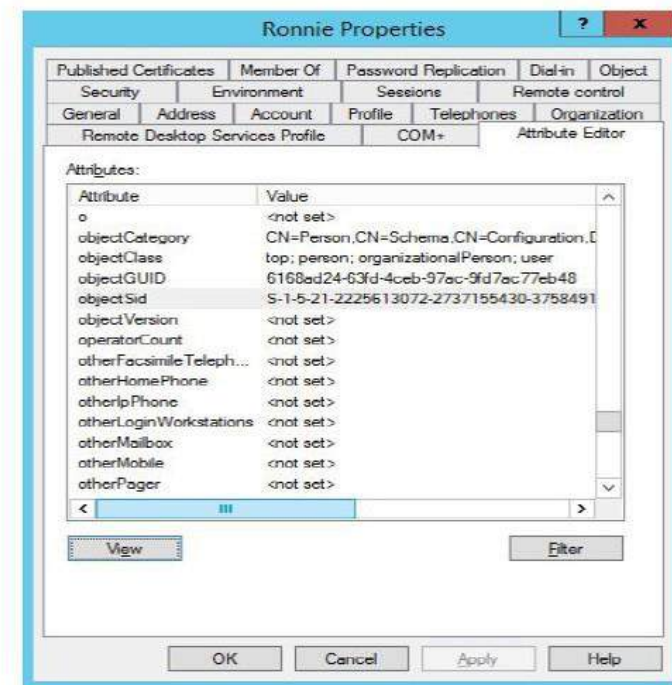 Ronnie Properties
? x
Published Certificates Member Of Password Replication Dial-in Object
Security Environment Sessions Remote control
General Address Account Profile Telephones Organization
Remote Desktop Services Profile COM+ Attribute Editor
Attributes:
Attribute Value
o <not set>
objectCategory CN=Person,CN=Schema,CN=Configuration,D
objectClass top; person; organizationalPerson; user
objectGUID 6168ad24-63fd-4ceb-97ac-9fd7ac77eb48
objectSid S-1-5-21-2225613072-2737155430-3758491
objectVersion <not set>
operatorCount <not set>
otherFacsimileTeleph... <not set>
otherHomePhone <not set>
otherIpPhone <not set>
otherLoginWorkstations <not set>
otherMailbox <not set>
otherMobile <not set>
otherPager <not set>
View Filter
OK Cancel Apply Help